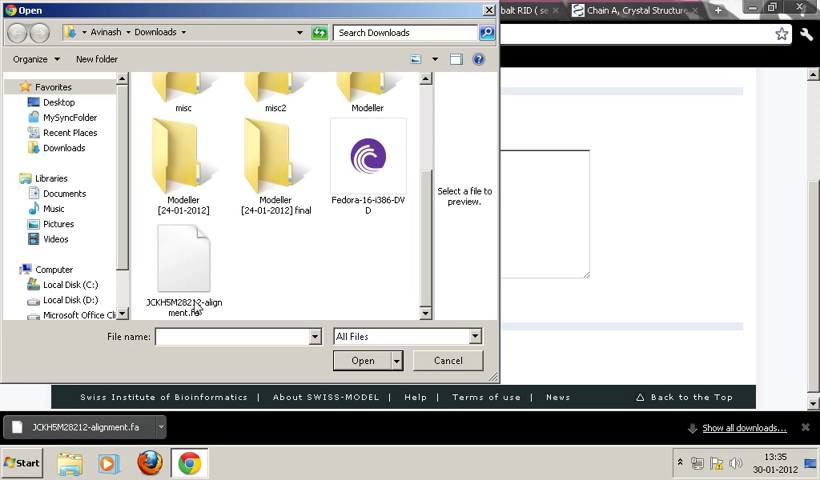 Open
balt RID ( se
Chain A, Crystal Structure
Avinash
Downloads
Search Downloads
Organize
New folder
Favorites
Desktop
MySyncFolder
Recent Places
Downloads
Libraries
Documents
Music
Pictures
Videos
Computer
Local Disk (C:)
Local Disk (D:)
Microsoft Office Cli
misc
misc2
Modeller
Modeller
[24-01-2012]
Modeller
[24-01-2012] final
Fedora-16-i386-DV
D
JCKH5M28212-align
ment.fa
Select a file to
preview.
File name:
All Files
Open
Cancel
Swiss Institute of Bioinformatics | About SWISS-MODEL | Help | Terms of use | News
Back to the Top
JCKH5M28212-alignment.fa
Show all downloads...
Start
13:35
30-01-2012